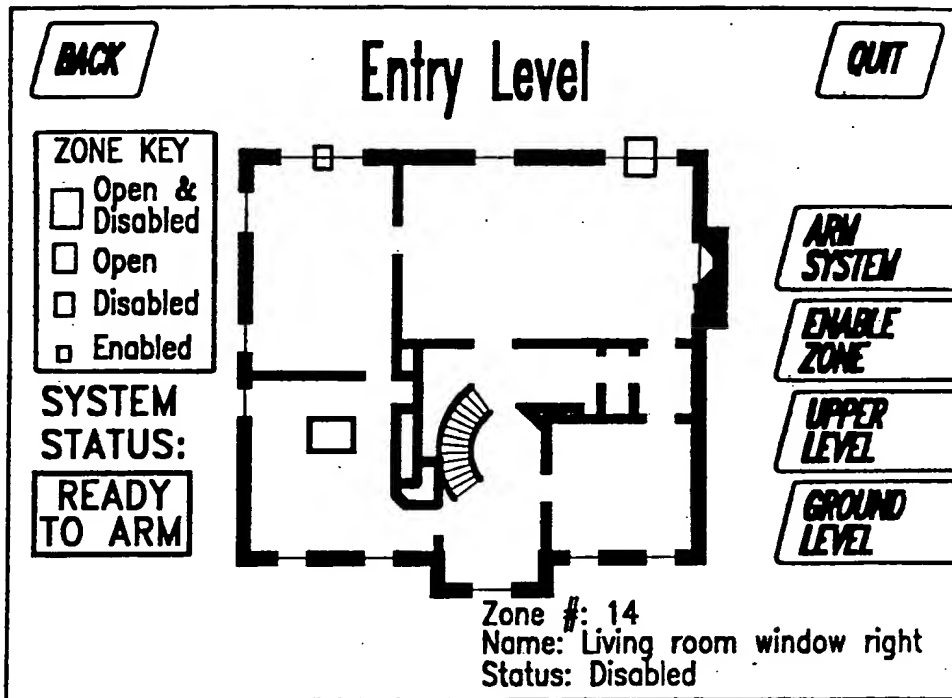 BACK
Entry Level
QUIT
ZONE KEY
Open &
Disabled
Open
Disabled
Enabled
SYSTEM
STATUS:
READY
TO ARM
ARM
SYSTEM
ENABLE
ZONE
UPPER
LEVEL
GROUND
LEVEL
Zone #: 14
Name: Living room window right
Status: Disabled